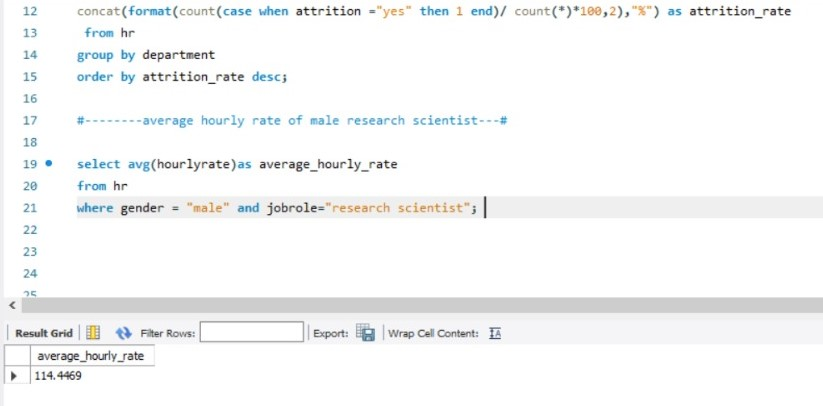 12 concat(format(count(case when attrition ="yes" then 1 end)/ count(*)*100,2),"%") as attrition_rate
13 from hr
14 group by department
15 order by attrition_rate desc;
16
17 #--------average hourly rate of male research scientist---#
18
19 select avg(hourlyrate)as average_hourly_rate
20 from hr
21 where gender = "male" and jobrole="research scientist";
22
23
24
25
Result Grid Filter Rows: Export: Wrap Cell Content: IA
average_hourly_rate
114.4469